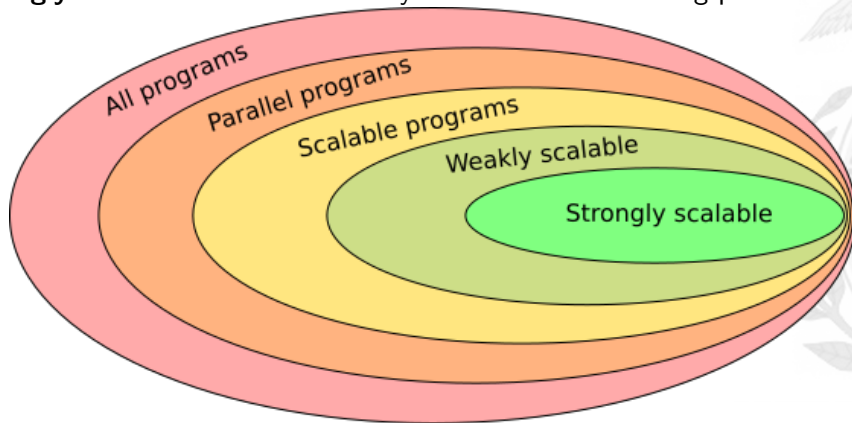 All programs
Parallel programs
Scalable programs
Weakly scalable
Strongly scalable